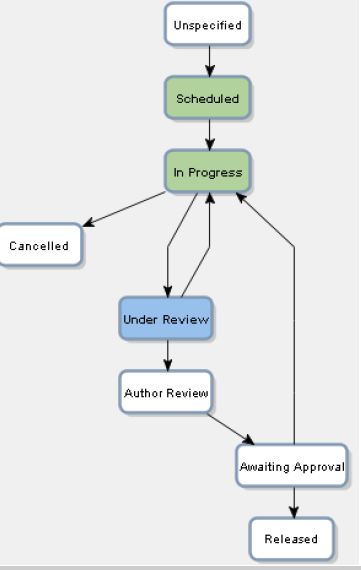 Unspecified
Scheduled
In Progress
Cancelled
Under Review
Author Review
Awaiting Approval
Released